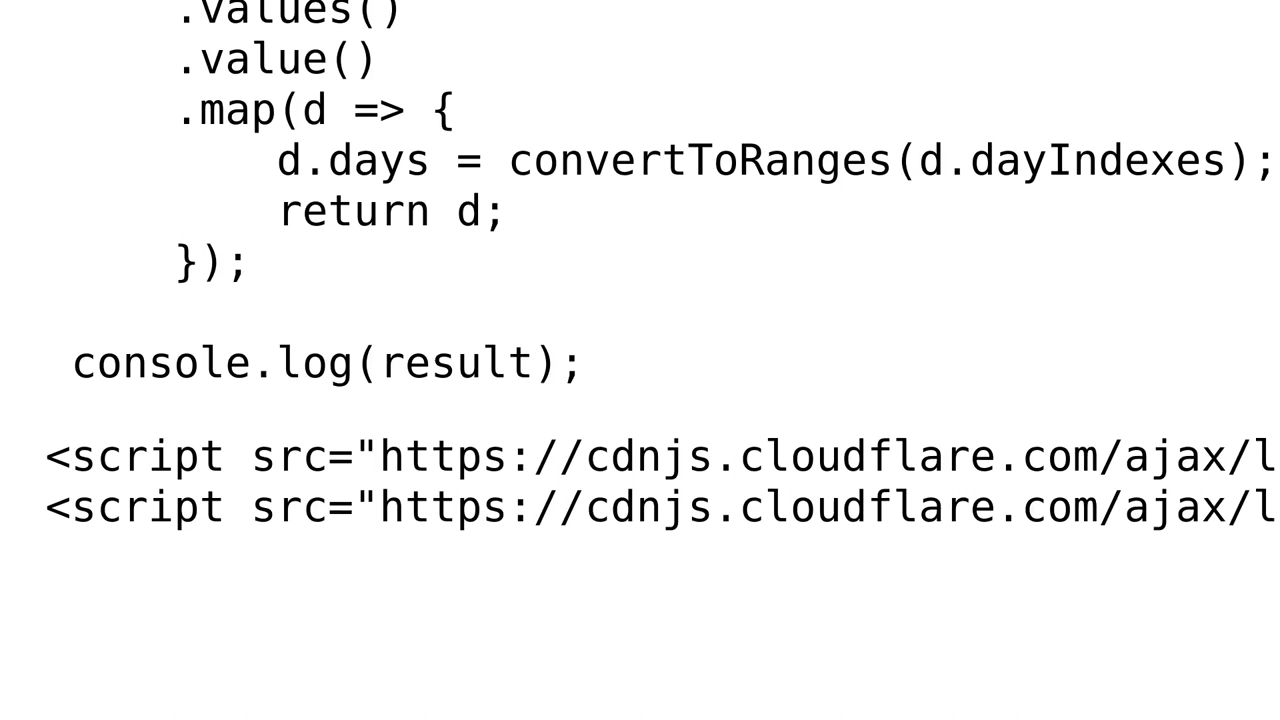 .values()
.value()
.map(d => {
d.days = convertToRanges(d.dayIndexes);
return d;
});
console.log(result);
<script src="https://cdnjs.cloudflare.com/ajax/l
<script src="https://cdnjs.cloudflare.com/ajax/l